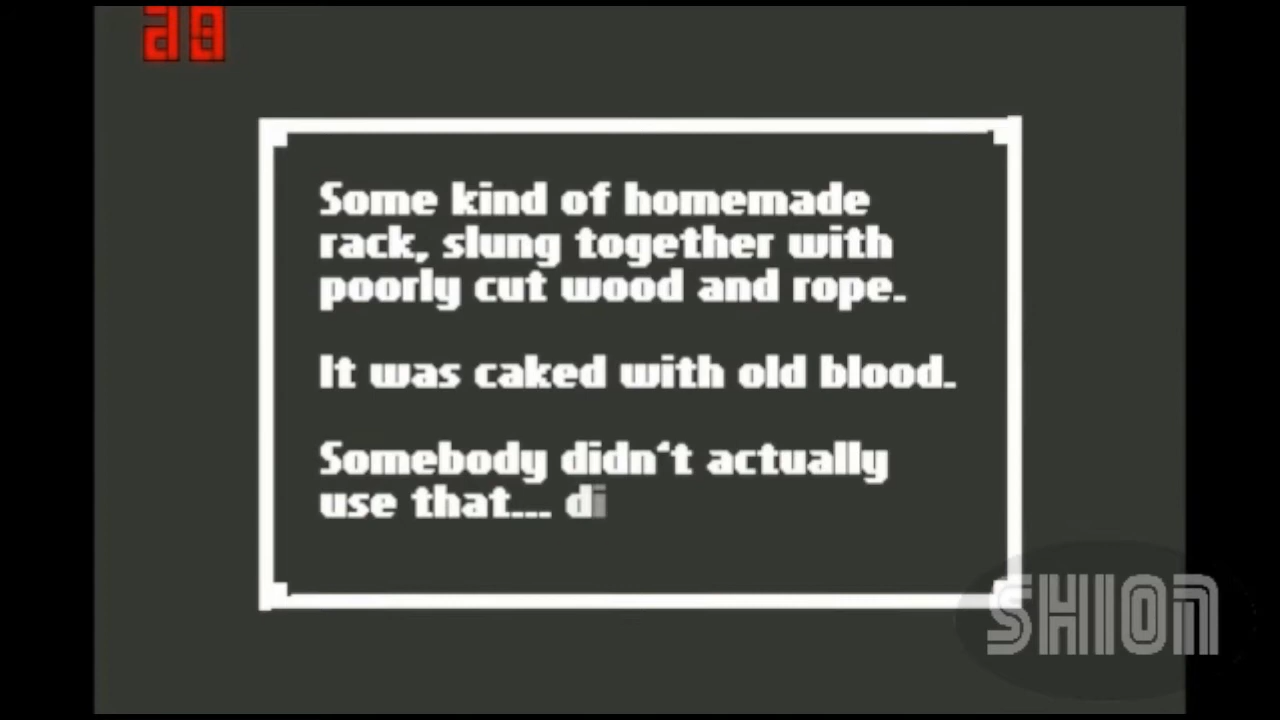 Some kind of homemade
rack, slung together with
poorly cut wood and rope.
It was caked with old blood.
Somebody didn't actually
use that... di
SHION